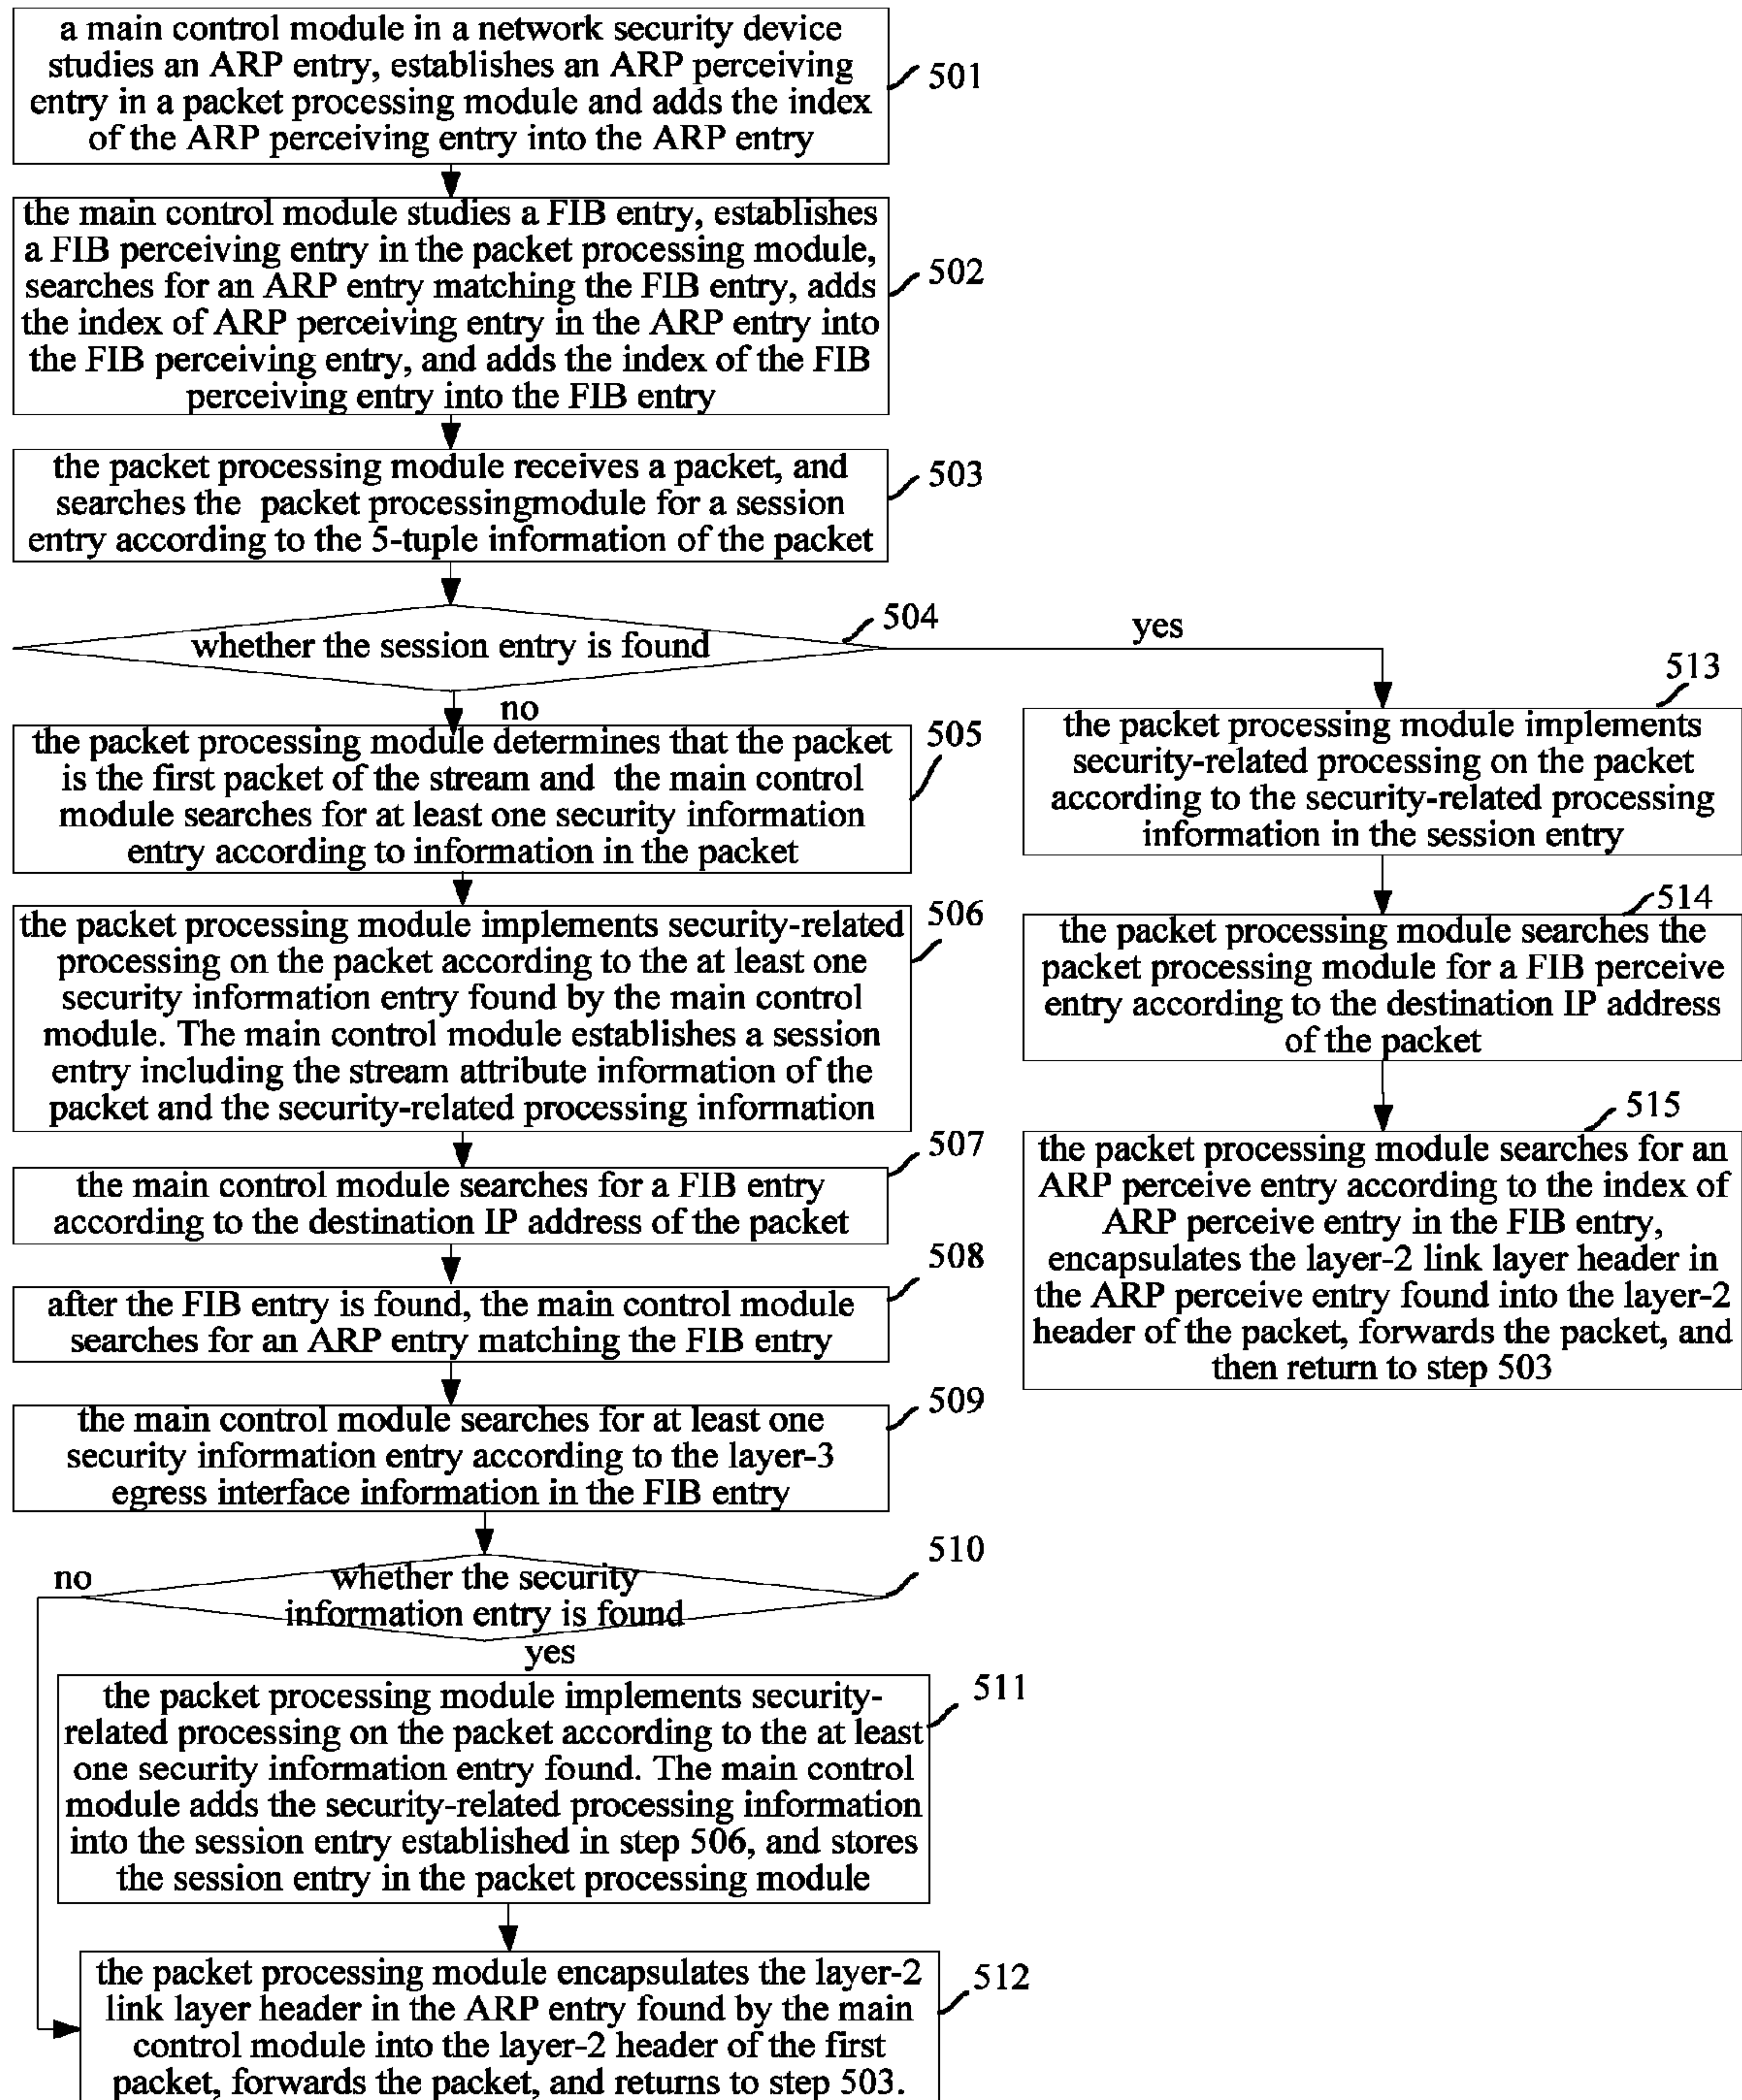 a main control module in a network security device
studies an ARP entry, establishes an ARP perceiving
entry in a packet processing module and adds the index
of the ARP perceiving entry into the ARP entry
501
the main control module studies a FIB entry, establishes
a FIB perceiving entry in the packet processing module,
searches for an ARP entry matching the FIB entry, adds
the index of ARP perceiving entry in the ARP entry into
the FIB perceiving entry, and adds the index of the FIB
perceiving entry into the FIB entry
502
the packet processing module receives a packet, and
searches the packet processingmodule for a session
entry according to the 5-tuple information of the packet
503
whether the session entry is found
504
yes
no
the packet processing module determines that the packet
is the first packet of the stream and the main control
module searches for at least one security information
entry according to information in the packet
505
the packet processing module implements security-related
processing on the packet according to the at least one
security information entry found by the main control
module. The main control module establishes a session
entry including the stream attribute information of the
packet and the security-related processing information
506
the main control module searches for a FIB entry
according to the destination IP address of the packet
507
after the FIB entry is found, the main control module
searches for an ARP entry matching the FIB entry
508
the main control module searches for at least one
security information entry according to the layer-3
egress interface information in the FIB entry
509
whether the security
information entry is found
510
no
yes
the packet processing module implements security-
related processing on the packet according to the at least
one security information entry found. The main control
module adds the security-related processing information
into the session entry established in step 506, and stores
the session entry in the packet processing module
511
the packet processing module encapsulates the layer-2
link layer header in the ARP entry found by the main
control module into the layer-2 header of the first
packet, forwards the packet, and returns to step 503.
512
513
the packet processing module implements
security-related processing on the packet
according to the security-related processing
information in the session entry
514
the packet processing module searches the
packet processing module for a FIB perceive
entry according to the destination IP address
of the packet
515
the packet processing module searches for an
ARP perceive entry according to the index of
ARP perceive entry in the FIB entry,
encapsulates the layer-2 link layer header in
the ARP perceive entry found into the layer-2
header of the packet, forwards the packet, and
then return to step 503